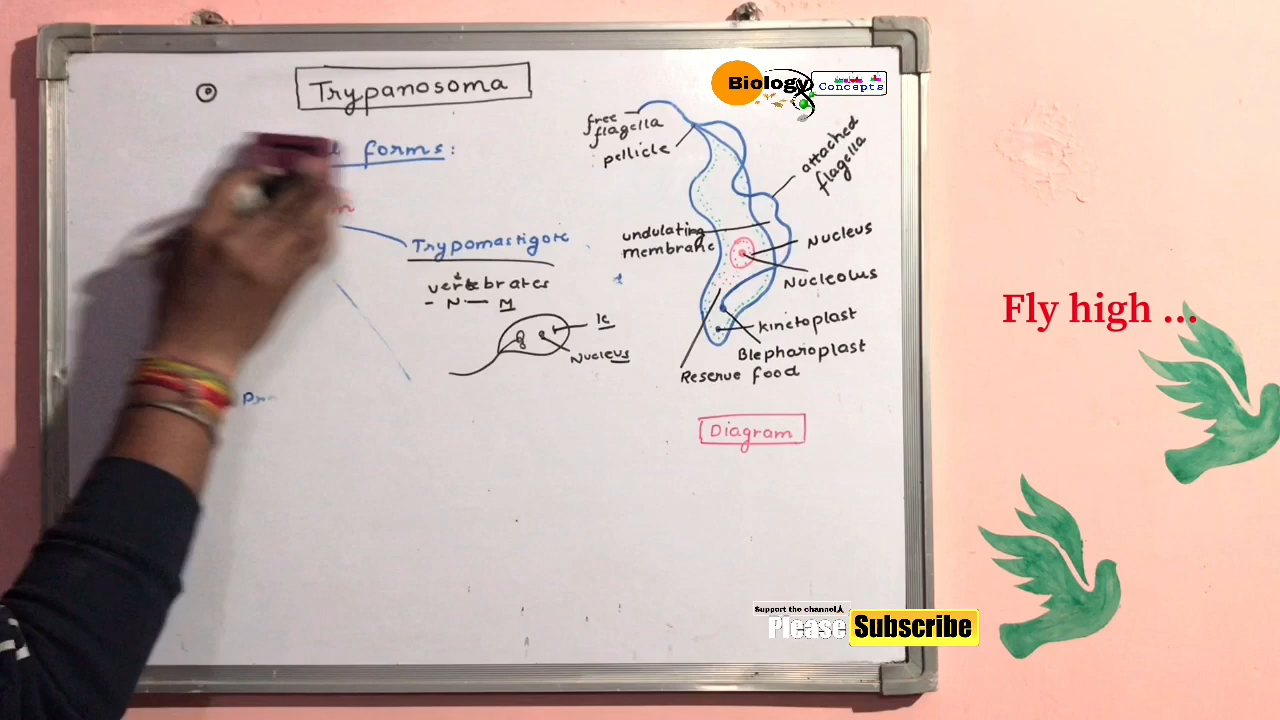 Trypanosoma
forms:
Trypomastigote
vertebrates
- N — M
K
Nucleus
free
flagella
pellicle
attached
flagella
undulating
membrane
Nucleus
Nucleolus
Kinetoplast
Blepharoplast
Reserve food
Diagram
Biology
Concepts
Fly high ...
Support the channel
Please Subscribe